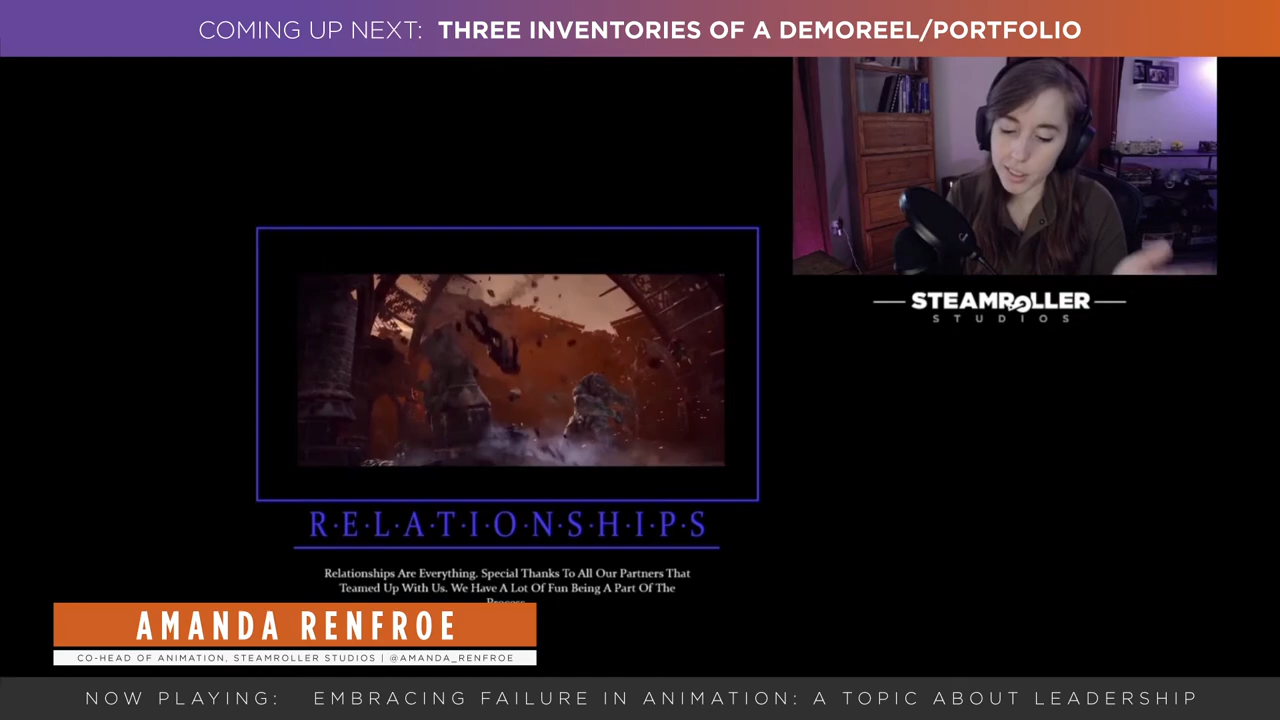 COMING UP NEXT: THREE INVENTORIES OF A DEMOREEL/PORTFOLIO
STEAMROLLER
STUDIOS
R·E·L·A·T·I·O·N·S·H·I·P·S
Relationships Are Everything. Special Thanks To All Our Partners That
Teamed Up With Us. We Have A Lot Of Fun Being A Part Of The
AMANDA RENFROE
CO-HEAD OF ANIMATION, STEAMROLLER STUDIOS | @AMANDA_RENFROE
NOW PLAYING: EMBRACING FAILURE IN ANIMATION: A TOPIC ABOUT LEADERSHIP